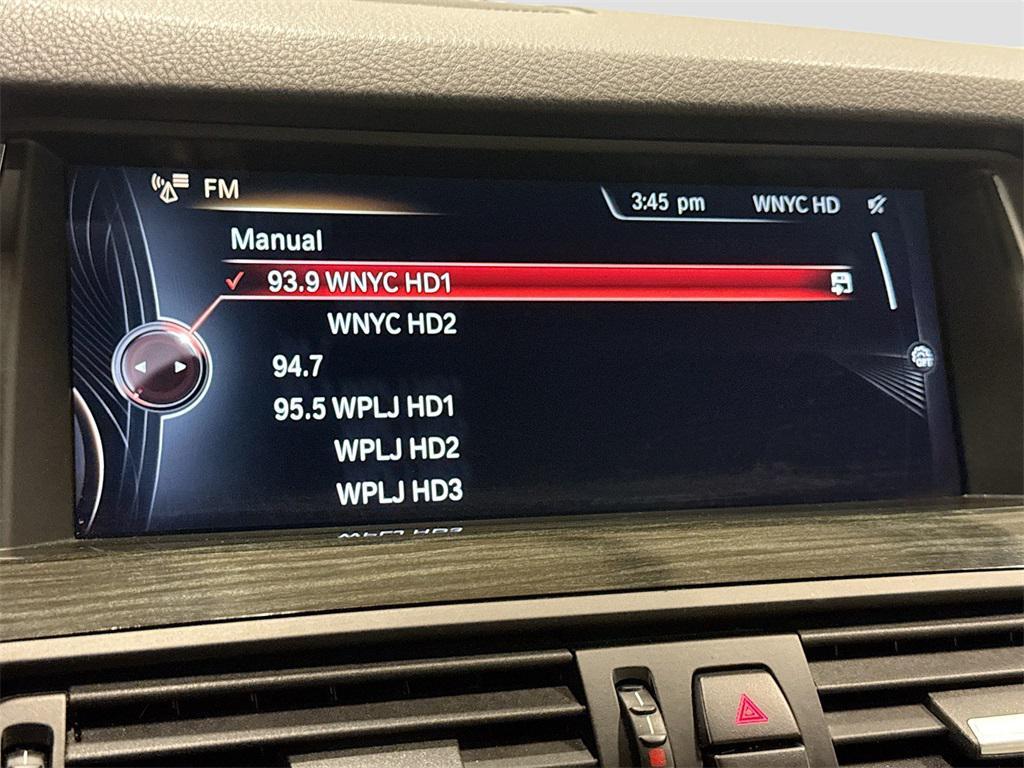 FM
3:45 pm WNYC HD
Manual
93.9 WNYC HD1
WNYC HD2
94.7
95.5 WPLJ HD1
WPLJ HD2
WPLJ HD3
OFF